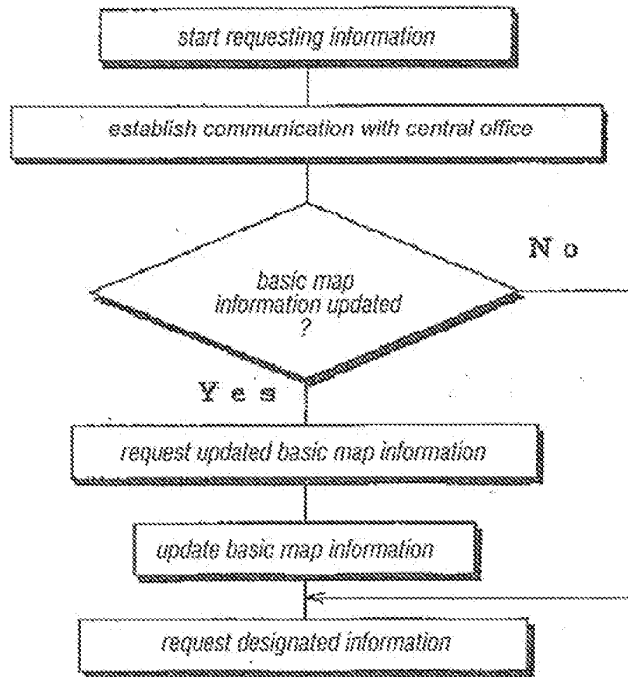 start requesting information
establish communication with central office
basic map
information updated
?
No
Yes
request updated basic map information
update basic map information
request designated information